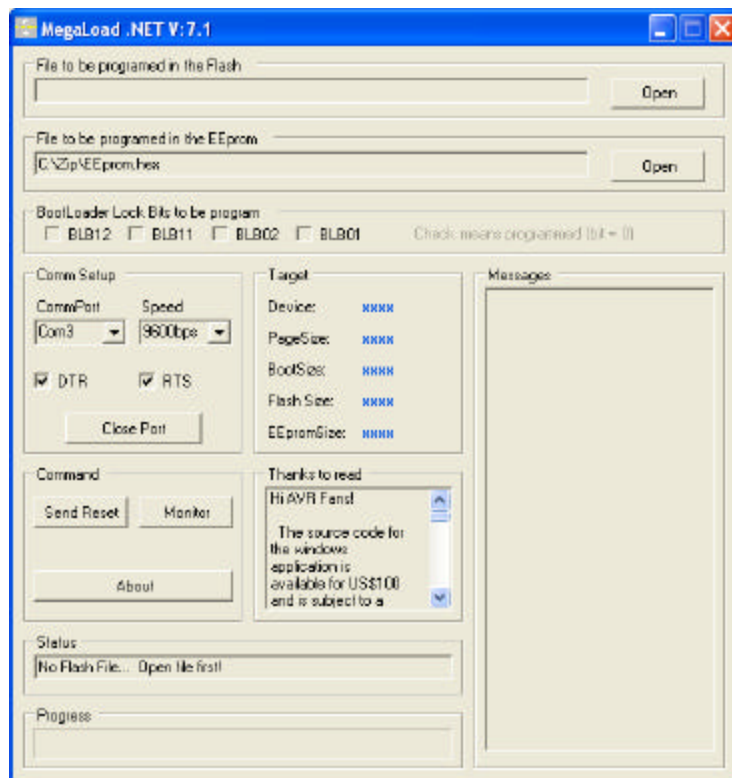 MegaLoad .NET V: 7.1
File to be programed in the Flash
Open
File to be programed in the EEprom
C:\Zip\EEprom.hex
Open
BootLoader Lock Bits to be program
BLB12 BLB11 BLB02 BLB01 Check means programmed (bit = 0)
Comm Setup
CommPort Speed
Com3 9600bps
DTR RTS
Close Port
Target
Device: xxxx
PageSize: xxxx
BootSize: xxxx
Flash Size: xxxx
EEpromSize: xxxx
Messages
Command
Send Reset Monitor
About
Thanks to read
Hi AVR Fans!
The source code for
the windows
application is
available for US$100
and is subject to a
Status
No Flash File... Open file first!
Progress